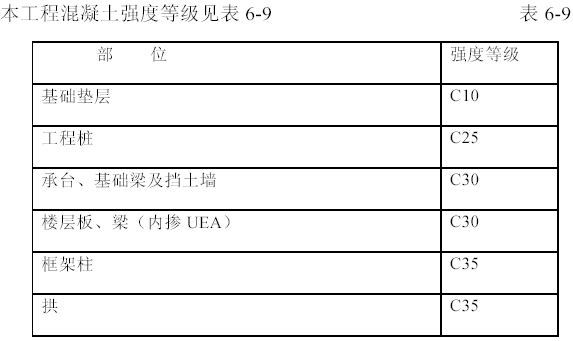 本工程混凝土强度等级见表 6-9 表 6-9
部 位 强度等级
基础垫层 C10
工程桩 C25
承台、基础梁及挡土墙 C30
楼层板、梁（内掺 UEA） C30
框架柱 C35
拱 C35